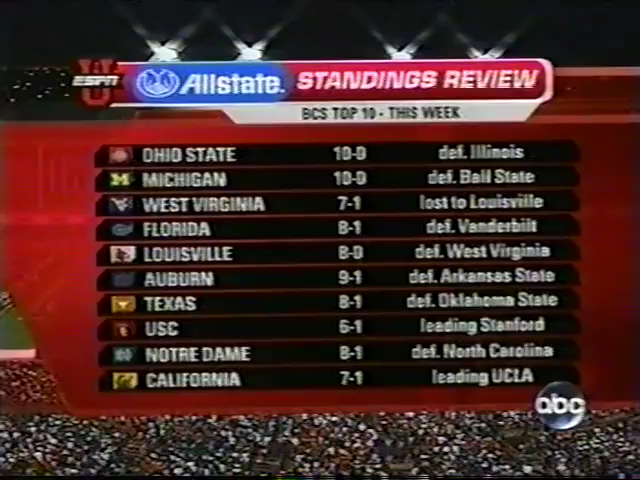 ESPN U Allstate. STANDINGS REVIEW
BCS TOP 10 - THIS WEEK
OHIO STATE 10-0 def. Illinois
MICHIGAN 10-0 def. Ball State
WEST VIRGINIA 7-1 lost to Louisville
FLORIDA 8-1 def. Vanderbilt
LOUISVILLE 8-0 def. West Virginia
AUBURN 9-1 def. Arkansas State
TEXAS 8-1 def. Oklahoma State
USC 6-1 leading Stanford
NOTRE DAME 8-1 def. North Carolina
CALIFORNIA 7-1 leading UCLA
abc